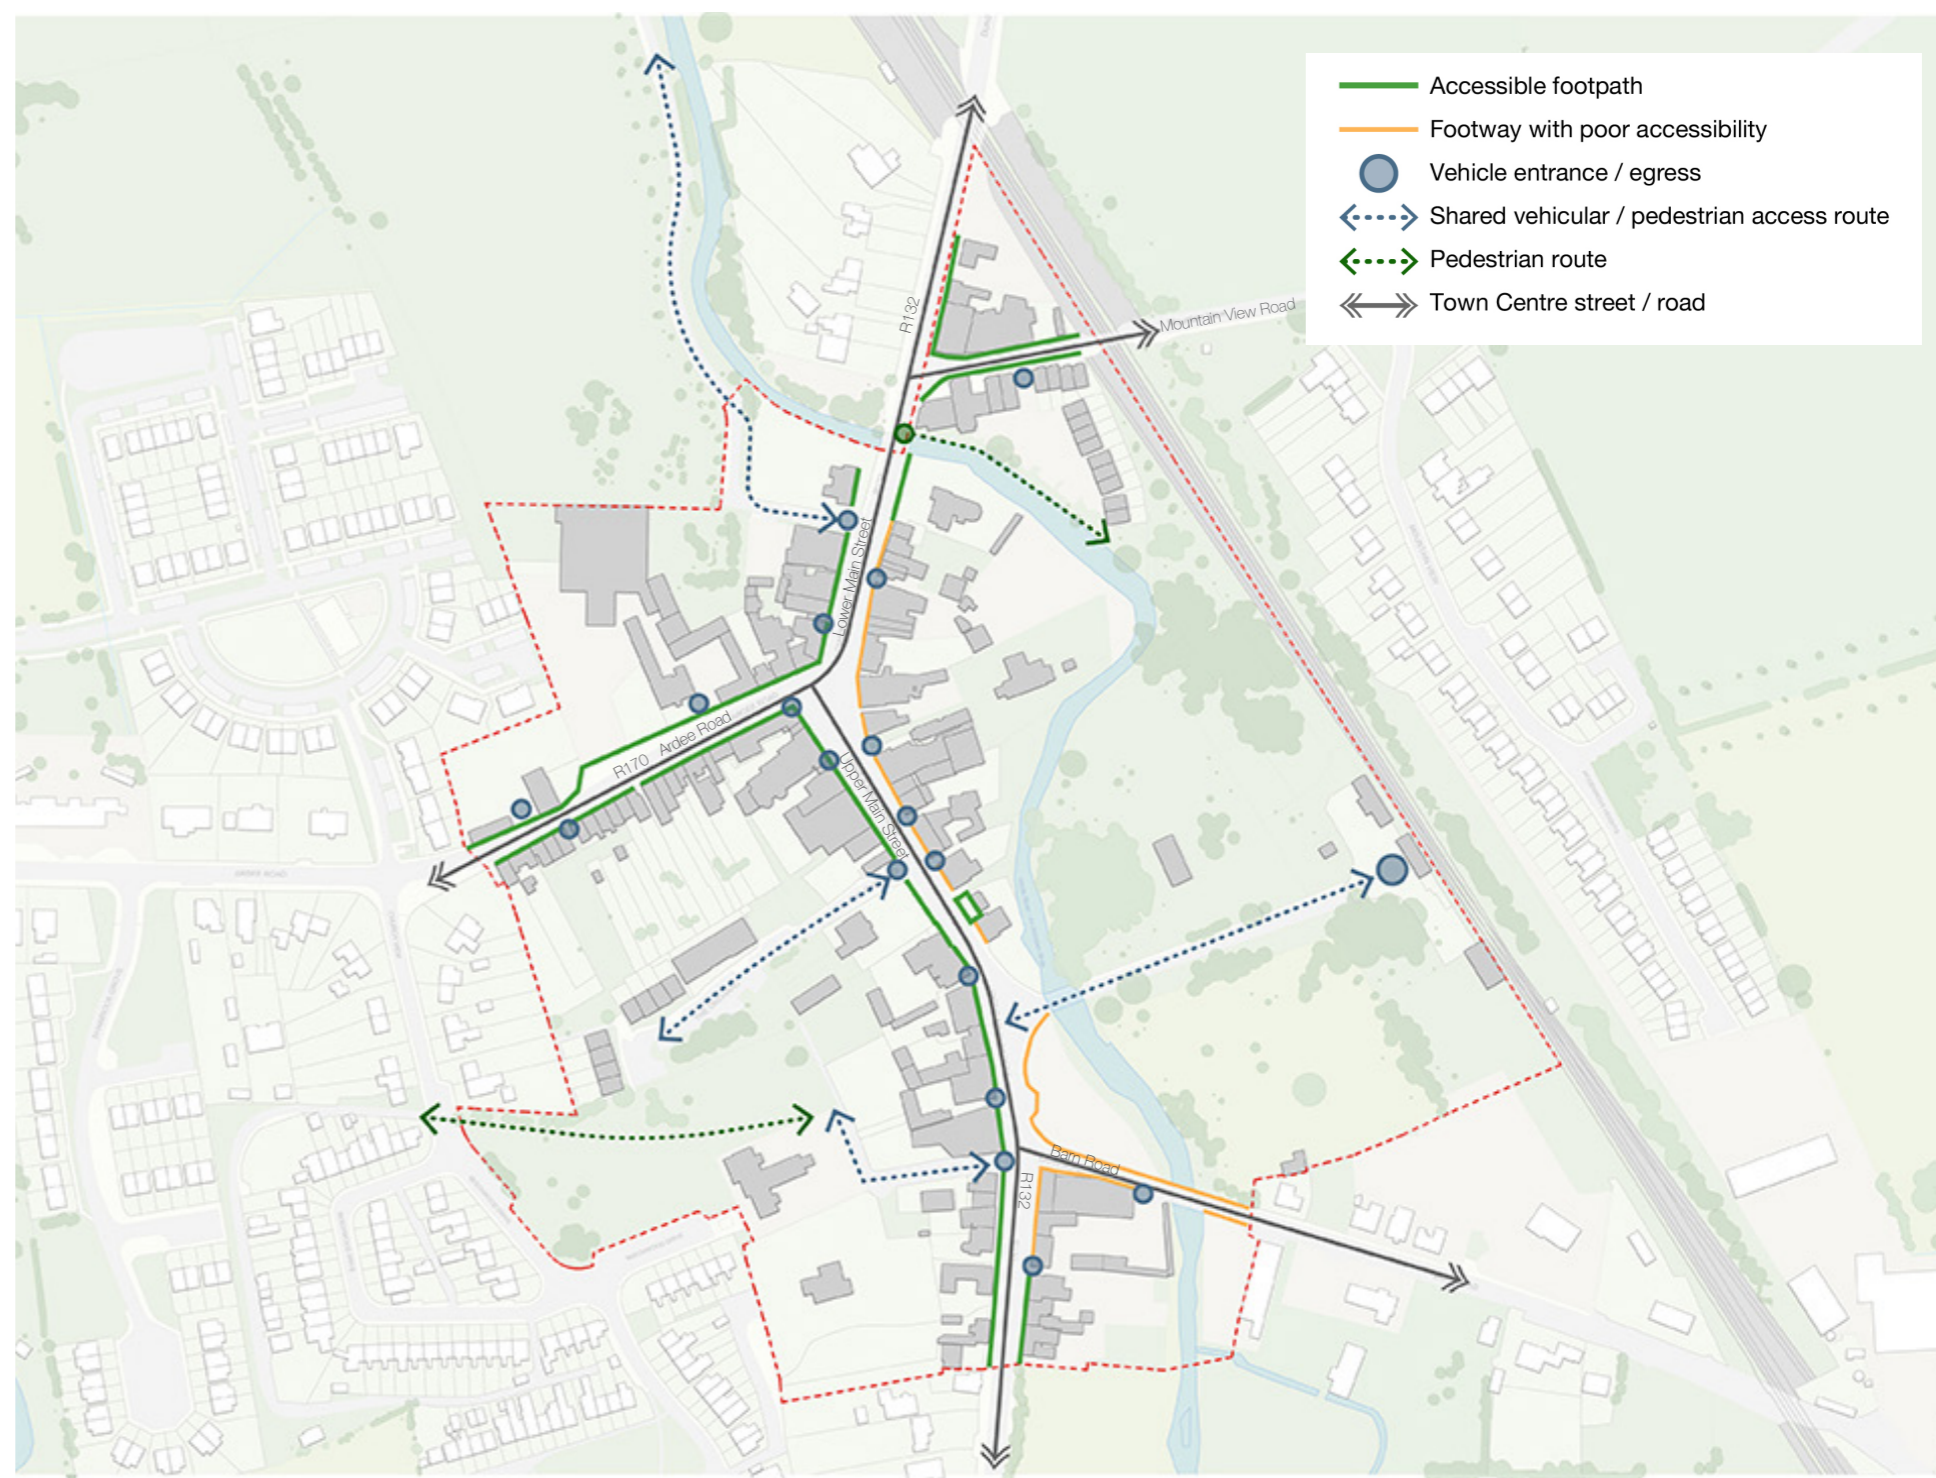 Accessible footpath
Footway with poor accessibility
Vehicle entrance / egress
Shared vehicular / pedestrian access route
Pedestrian route
Town Centre street / road
R132
Mountain View Road
Lower Main Street
R170 Ardee Road
Upper Main Street
Barn Road
R132